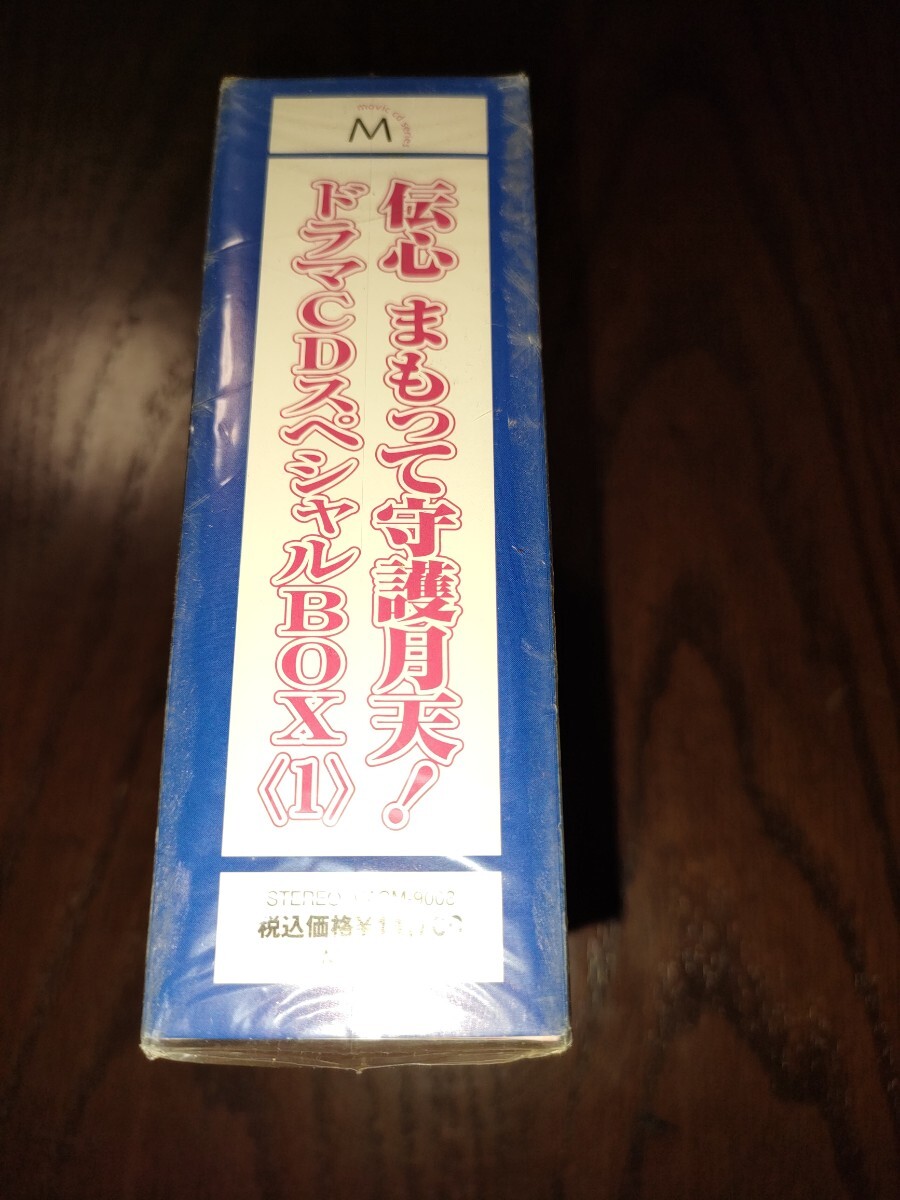 movic cd series
M
伝心 まもって守護月天!
ドラマCDスペシャルBOX《1》
STEREO
税込価格¥